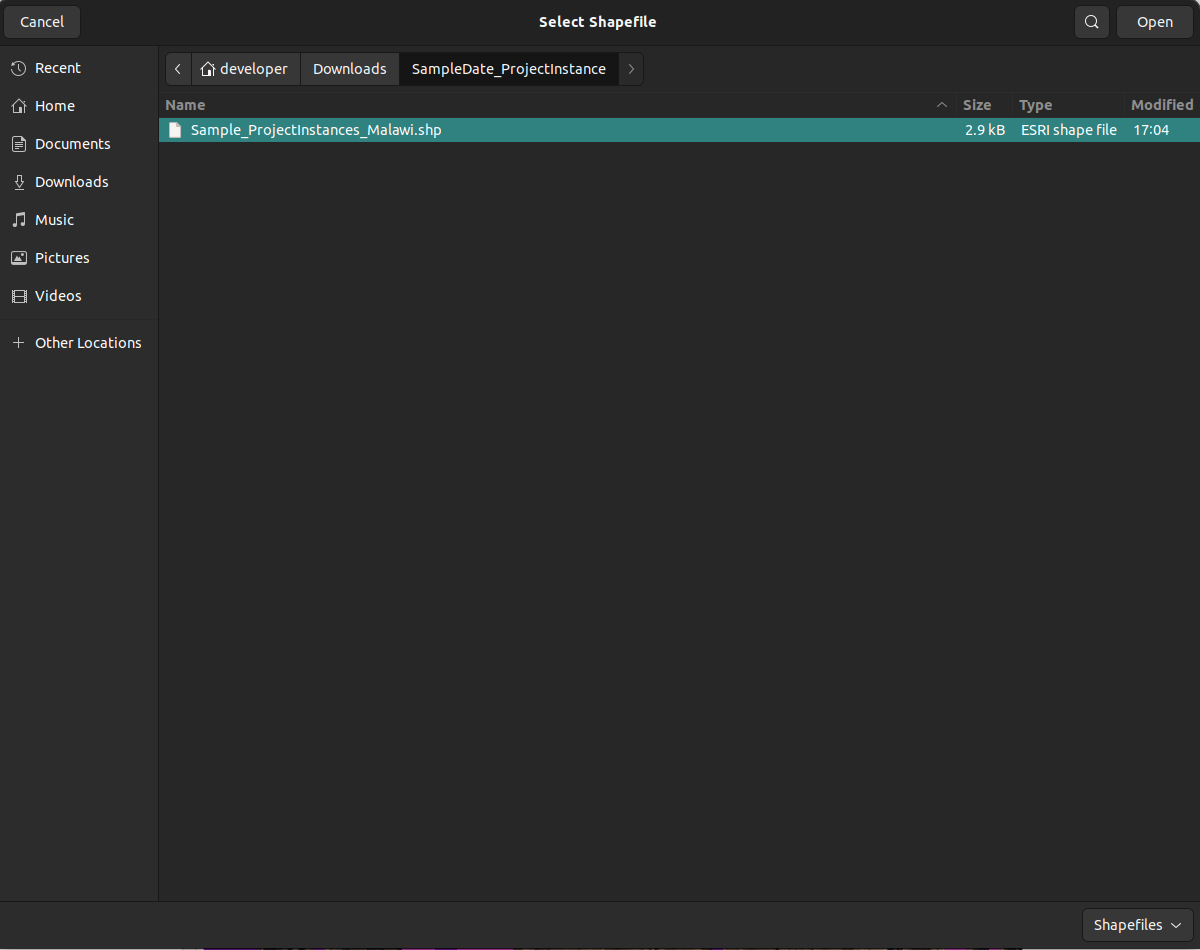 Cancel
Select Shapefile
Open
Recent
Home
Documents
Downloads
Music
Pictures
Videos
Other Locations
developer Downloads SampleDate_ProjectInstance
Name Size Type Modified
Sample_ProjectInstances_Malawi.shp 2.9 kB ESRI shape file 17:04
Shapefiles